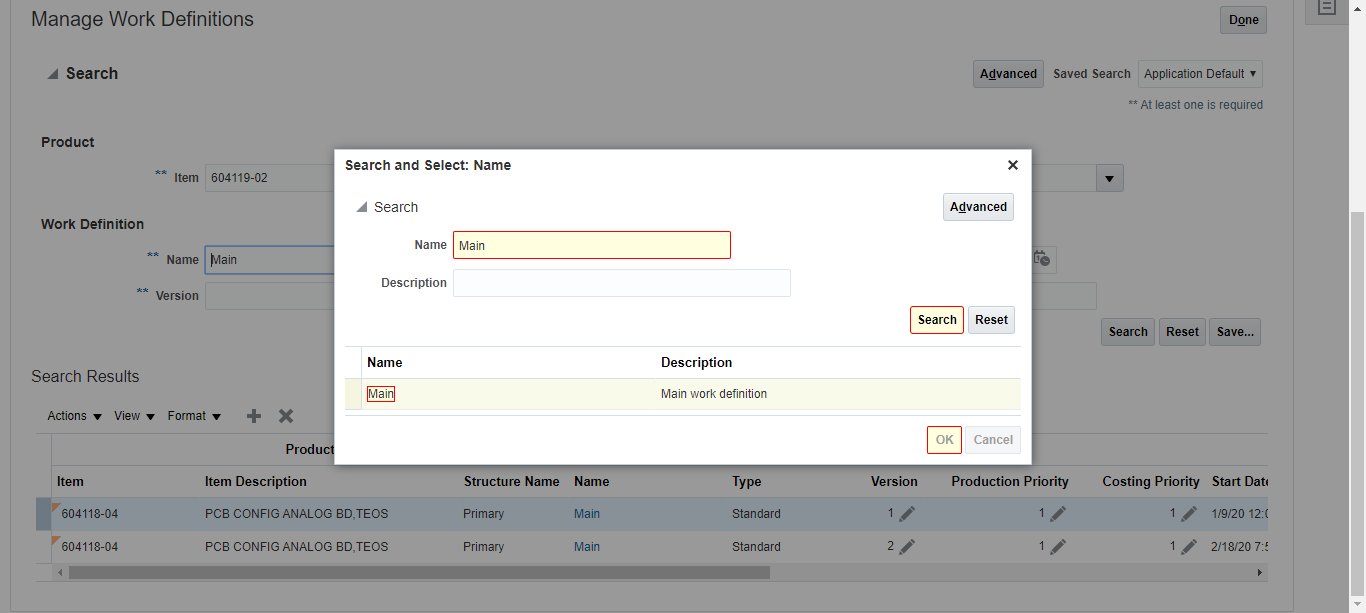 Manage Work Definitions
Done
Search
Advanced Saved Search Application Default
** At least one is required
Product
** Item 604119-02
Work Definition
** Name Main
** Version
Search Reset Save...
Search and Select: Name
Search
Advanced
Name Main
Description
Search Reset
Name Description
Main Main work definition
OK Cancel
Search Results
Actions View Format
Product
Item Item Description Structure Name Name Type Version Production Priority Costing Priority Start Date
604118-04 PCB CONFIG ANALOG BD,TEOS Primary Main Standard 1 1 1 1/9/20 12:0
604118-04 PCB CONFIG ANALOG BD,TEOS Primary Main Standard 2 1 1 2/18/20 7:5